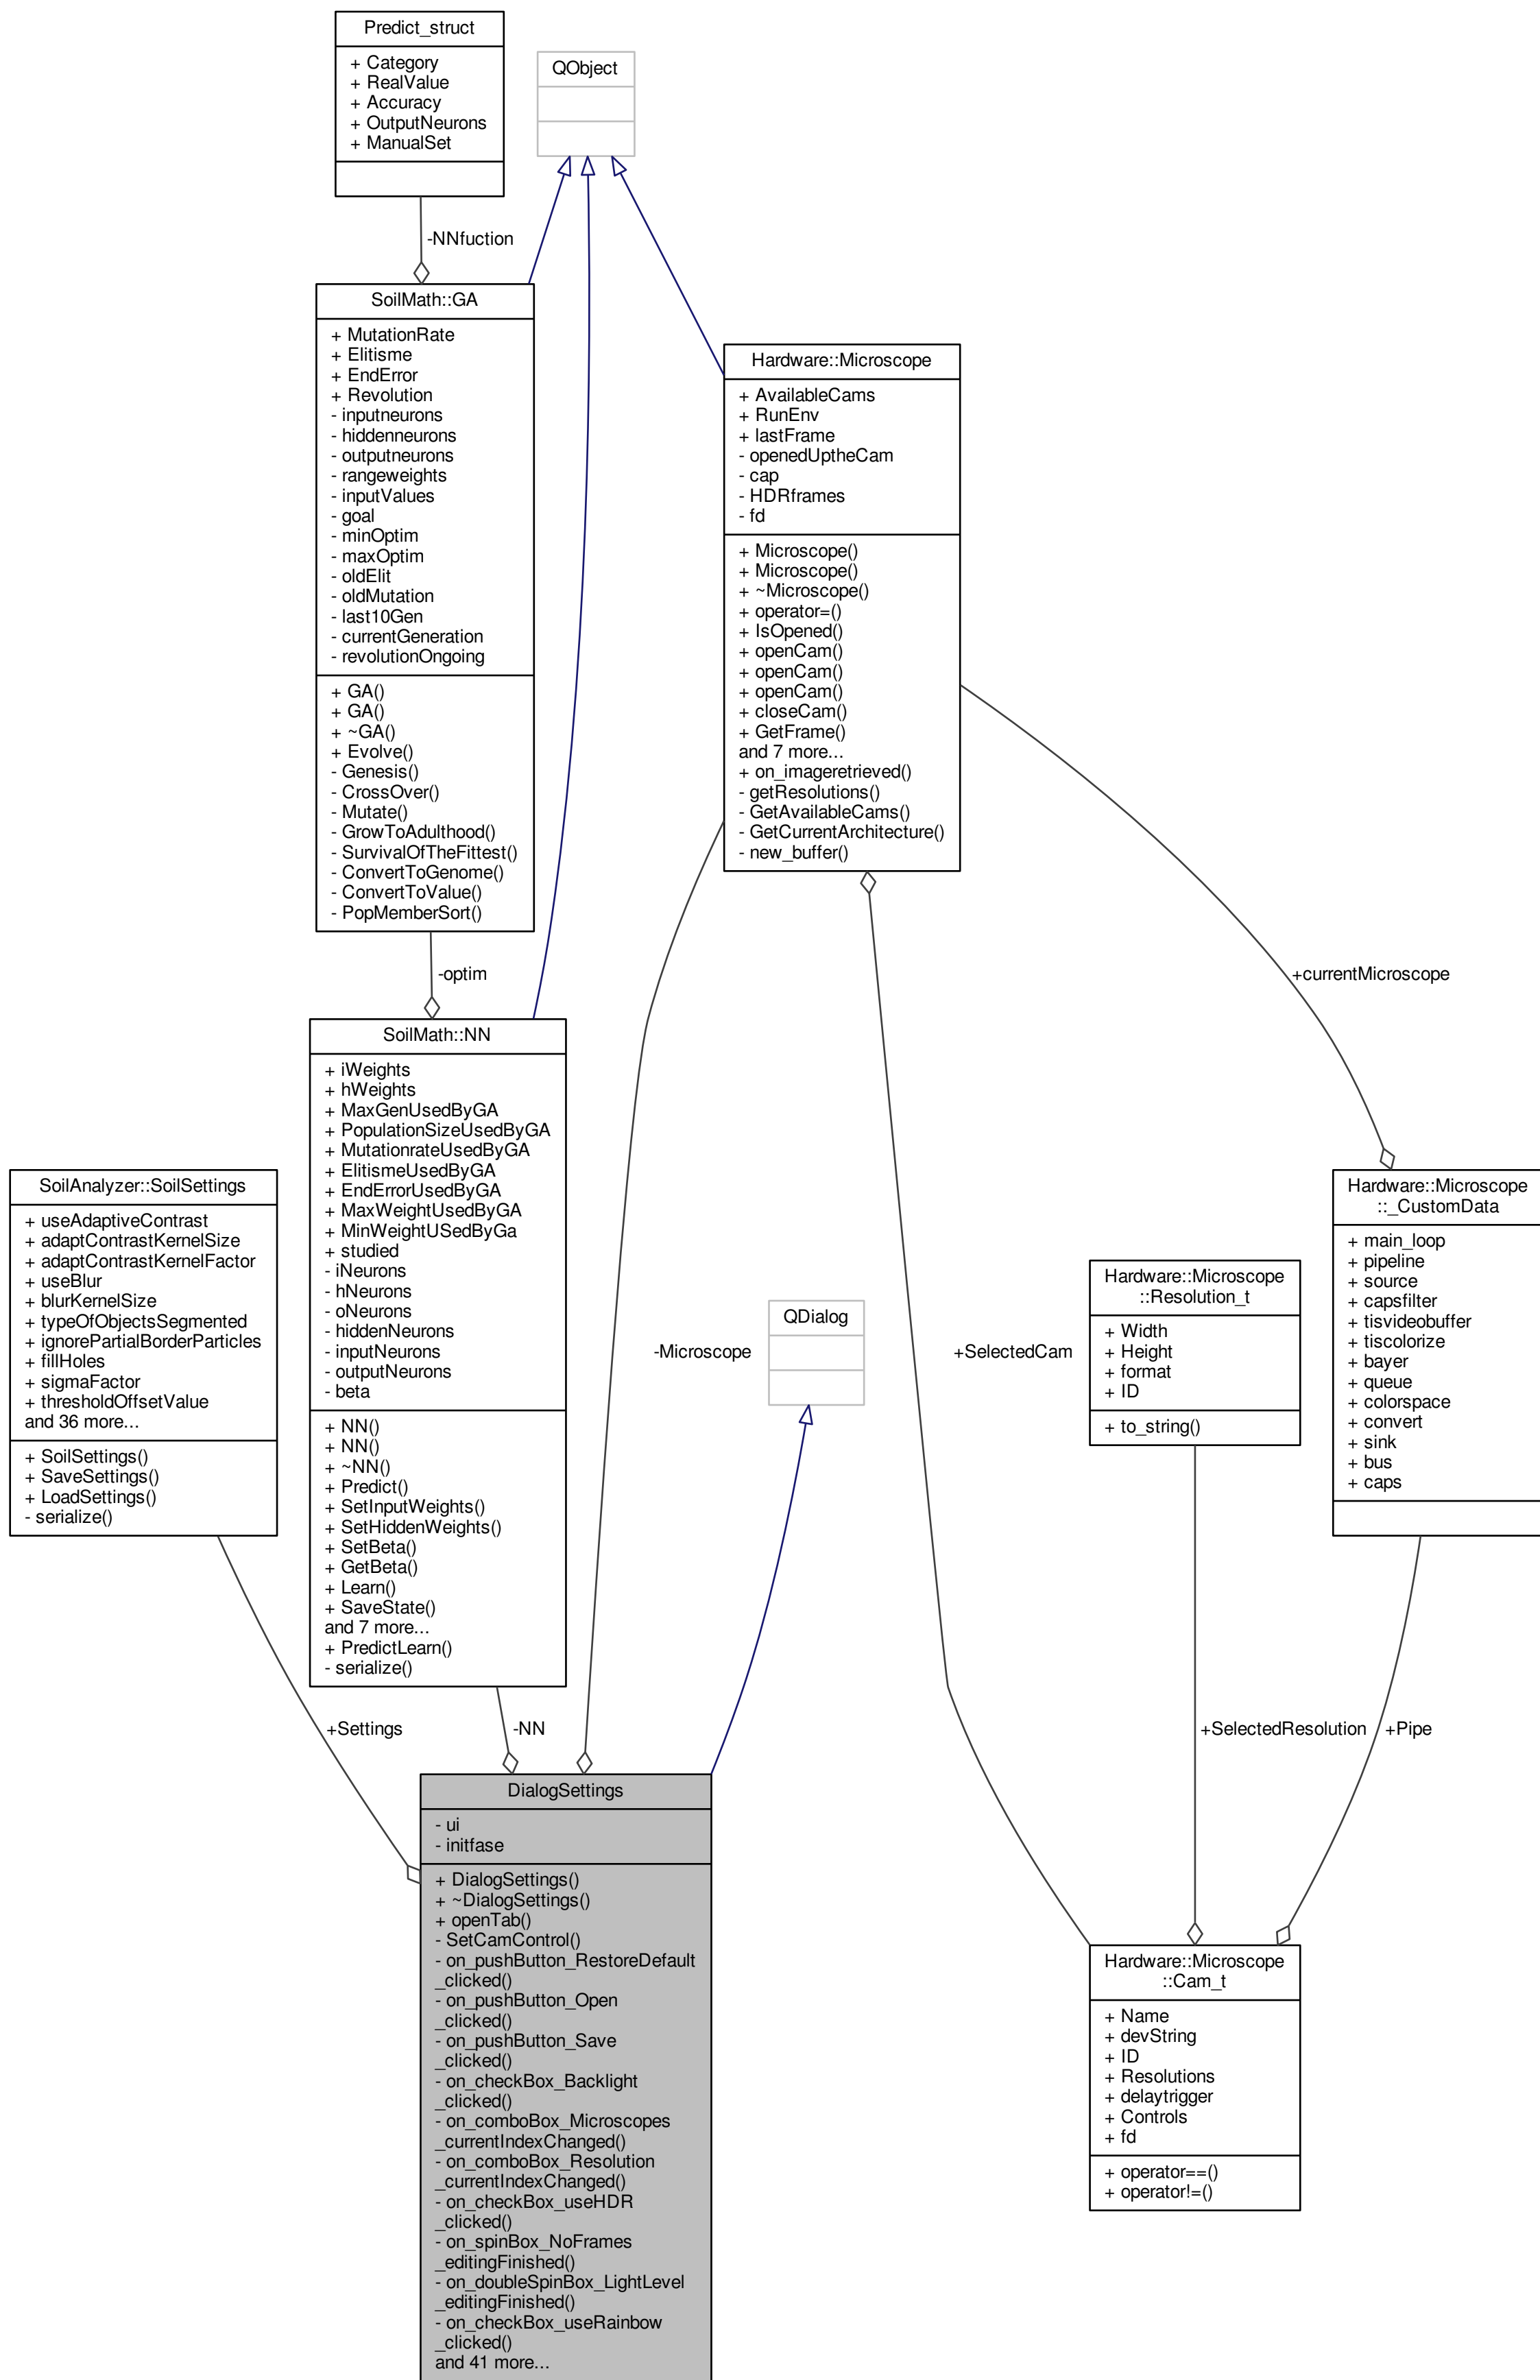 Predict_struct
+ Category
+ RealValue
+ Accuracy
+ OutputNeurons
+ ManualSet
QObject
-NNfuction
SoilMath::GA
+ MutationRate
+ Elitisme
+ EndError
+ Revolution
- inputneurons
- hiddenneurons
- outputneurons
- rangeweights
- inputValues
- goal
- minOptim
- maxOptim
- oldElit
- oldMutation
- last10Gen
- currentGeneration
- revolutionOngoing
+ GA()
+ GA()
+ ~GA()
+ Evolve()
- Genesis()
- CrossOver()
- Mutate()
- GrowToAdulthood()
- SurvivalOfTheFittest()
- ConvertToGenome()
- ConvertToValue()
- PopMemberSort()
Hardware::Microscope
+ AvailableCams
+ RunEnv
+ lastFrame
- openedUptheCam
- cap
- HDRframes
- fd
+ Microscope()
+ Microscope()
+ ~Microscope()
+ operator=()
+ IsOpened()
+ openCam()
+ openCam()
+ openCam()
+ closeCam()
+ GetFrame()
and 7 more...
+ on_imageretrieved()
- getResolutions()
- GetAvailableCams()
- GetCurrentArchitecture()
- new_buffer()
-optim
+currentMicroscope
SoilMath::NN
+ iWeights
+ hWeights
+ MaxGenUsedByGA
+ PopulationSizeUsedByGA
+ MutationrateUsedByGA
+ ElitismeUsedByGA
+ EndErrorUsedByGA
+ MaxWeightUsedByGA
+ MinWeightUSedByGa
+ studied
- iNeurons
- hNeurons
- oNeurons
- hiddenNeurons
- inputNeurons
- outputNeurons
- beta
+ NN()
+ NN()
+ ~NN()
+ Predict()
+ SetInputWeights()
+ SetHiddenWeights()
+ SetBeta()
+ GetBeta()
+ Learn()
+ SaveState()
and 7 more...
+ PredictLearn()
- serialize()
SoilAnalyzer::SoilSettings
+ useAdaptiveContrast
+ adaptContrastKernelSize
+ adaptContrastKernelFactor
+ useBlur
+ blurKernelSize
+ typeOfObjectsSegmented
+ ignorePartialBorderParticles
+ fillHoles
+ sigmaFactor
+ thresholdOffsetValue
and 36 more...
+ SoilSettings()
+ SaveSettings()
+ LoadSettings()
- serialize()
-Microscope
QDialog
+SelectedCam
Hardware::Microscope
::Resolution_t
+ Width
+ Height
+ format
+ ID
+ to_string()
Hardware::Microscope
::_CustomData
+ main_loop
+ pipeline
+ source
+ capsfilter
+ tisvideobuffer
+ tiscolorize
+ bayer
+ queue
+ colorspace
+ convert
+ sink
+ bus
+ caps
+Settings
-NN
+SelectedResolution
+Pipe
DialogSettings
- ui
- initfase
+ DialogSettings()
+ ~DialogSettings()
+ openTab()
- SetCamControl()
- on_pushButton_RestoreDefault
_clicked()
- on_pushButton_Open
_clicked()
- on_pushButton_Save
_clicked()
- on_checkBox_Backlight
_clicked()
- on_comboBox_Microscopes
_currentIndexChanged()
- on_comboBox_Resolution
_currentIndexChanged()
- on_checkBox_useHDR
_clicked()
- on_spinBox_NoFrames
_editingFinished()
- on_doubleSpinBox_LightLevel
_editingFinished()
- on_checkBox_useRainbow
_clicked()
and 41 more...
Hardware::Microscope
::Cam_t
+ Name
+ devString
+ ID
+ Resolutions
+ delaytrigger
+ Controls
+ fd
+ operator==()
+ operator!=()